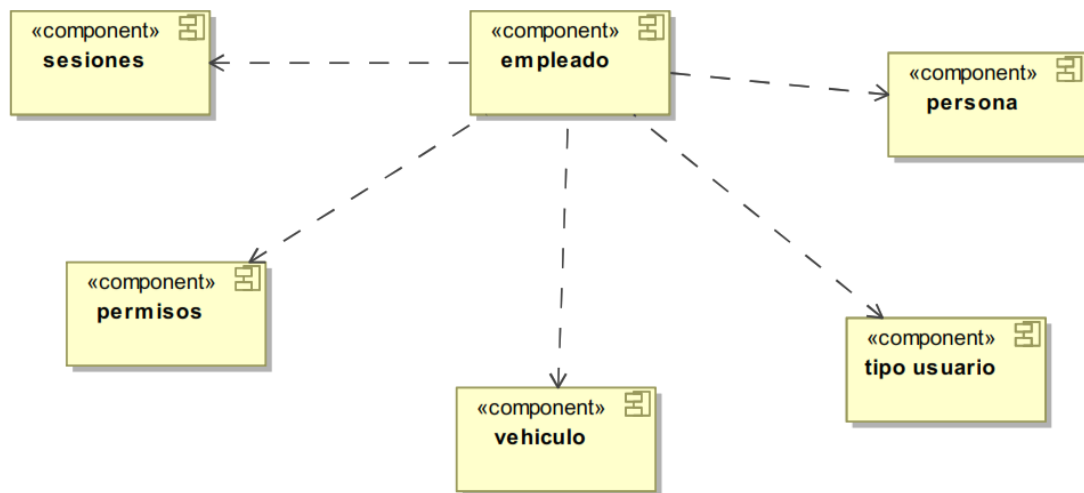 «component»
sesiones
«component»
empleado
«component»
persona
«component»
permisos
«component»
tipo usuario
«component»
vehiculo